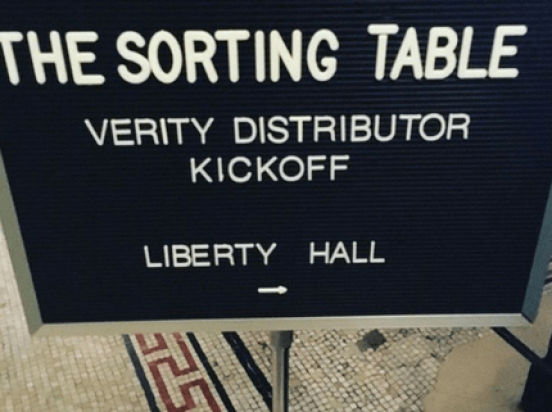 THE SORTING TABLE
VERITY DISTRIBUTOR
KICKOFF
LIBERTY HALL
→